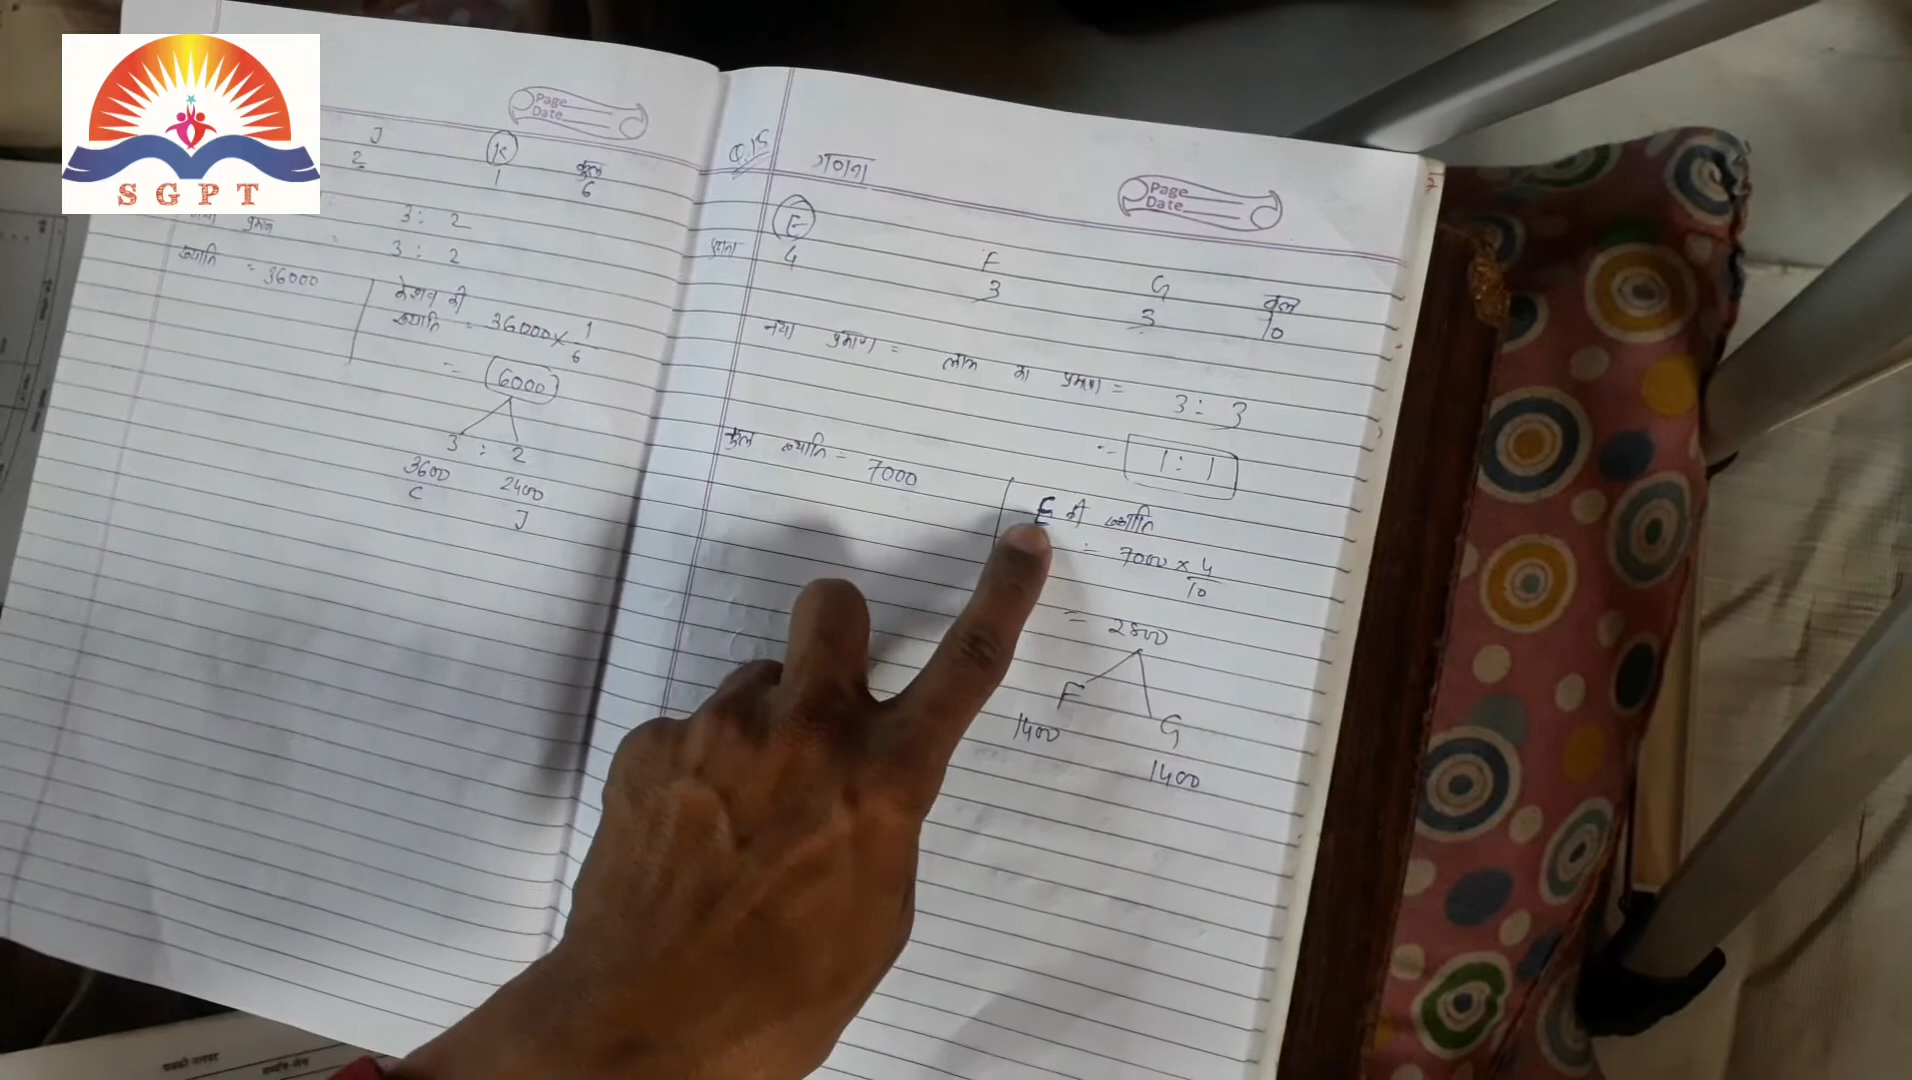 SGPT
Page
Date
J
K
कुल
2
1
6
3 : 2
प्रमाण
3 : 2
ख्याति = 36000
केशव की
ख्याति = 36000 × 1/6
= 6000
3 : 2
3600
2400
C
J
Q.15
गणना
Page
Date
E
F
G
कुल
पुराना
4
3
3
10
नया प्रमाण = लाभ का प्रमाण = 3 : 3
= 1 : 1
कुल ख्याति = 7000
E की ख्याति
= 7000 × 4/10
= 2800
F
G
1400
1400